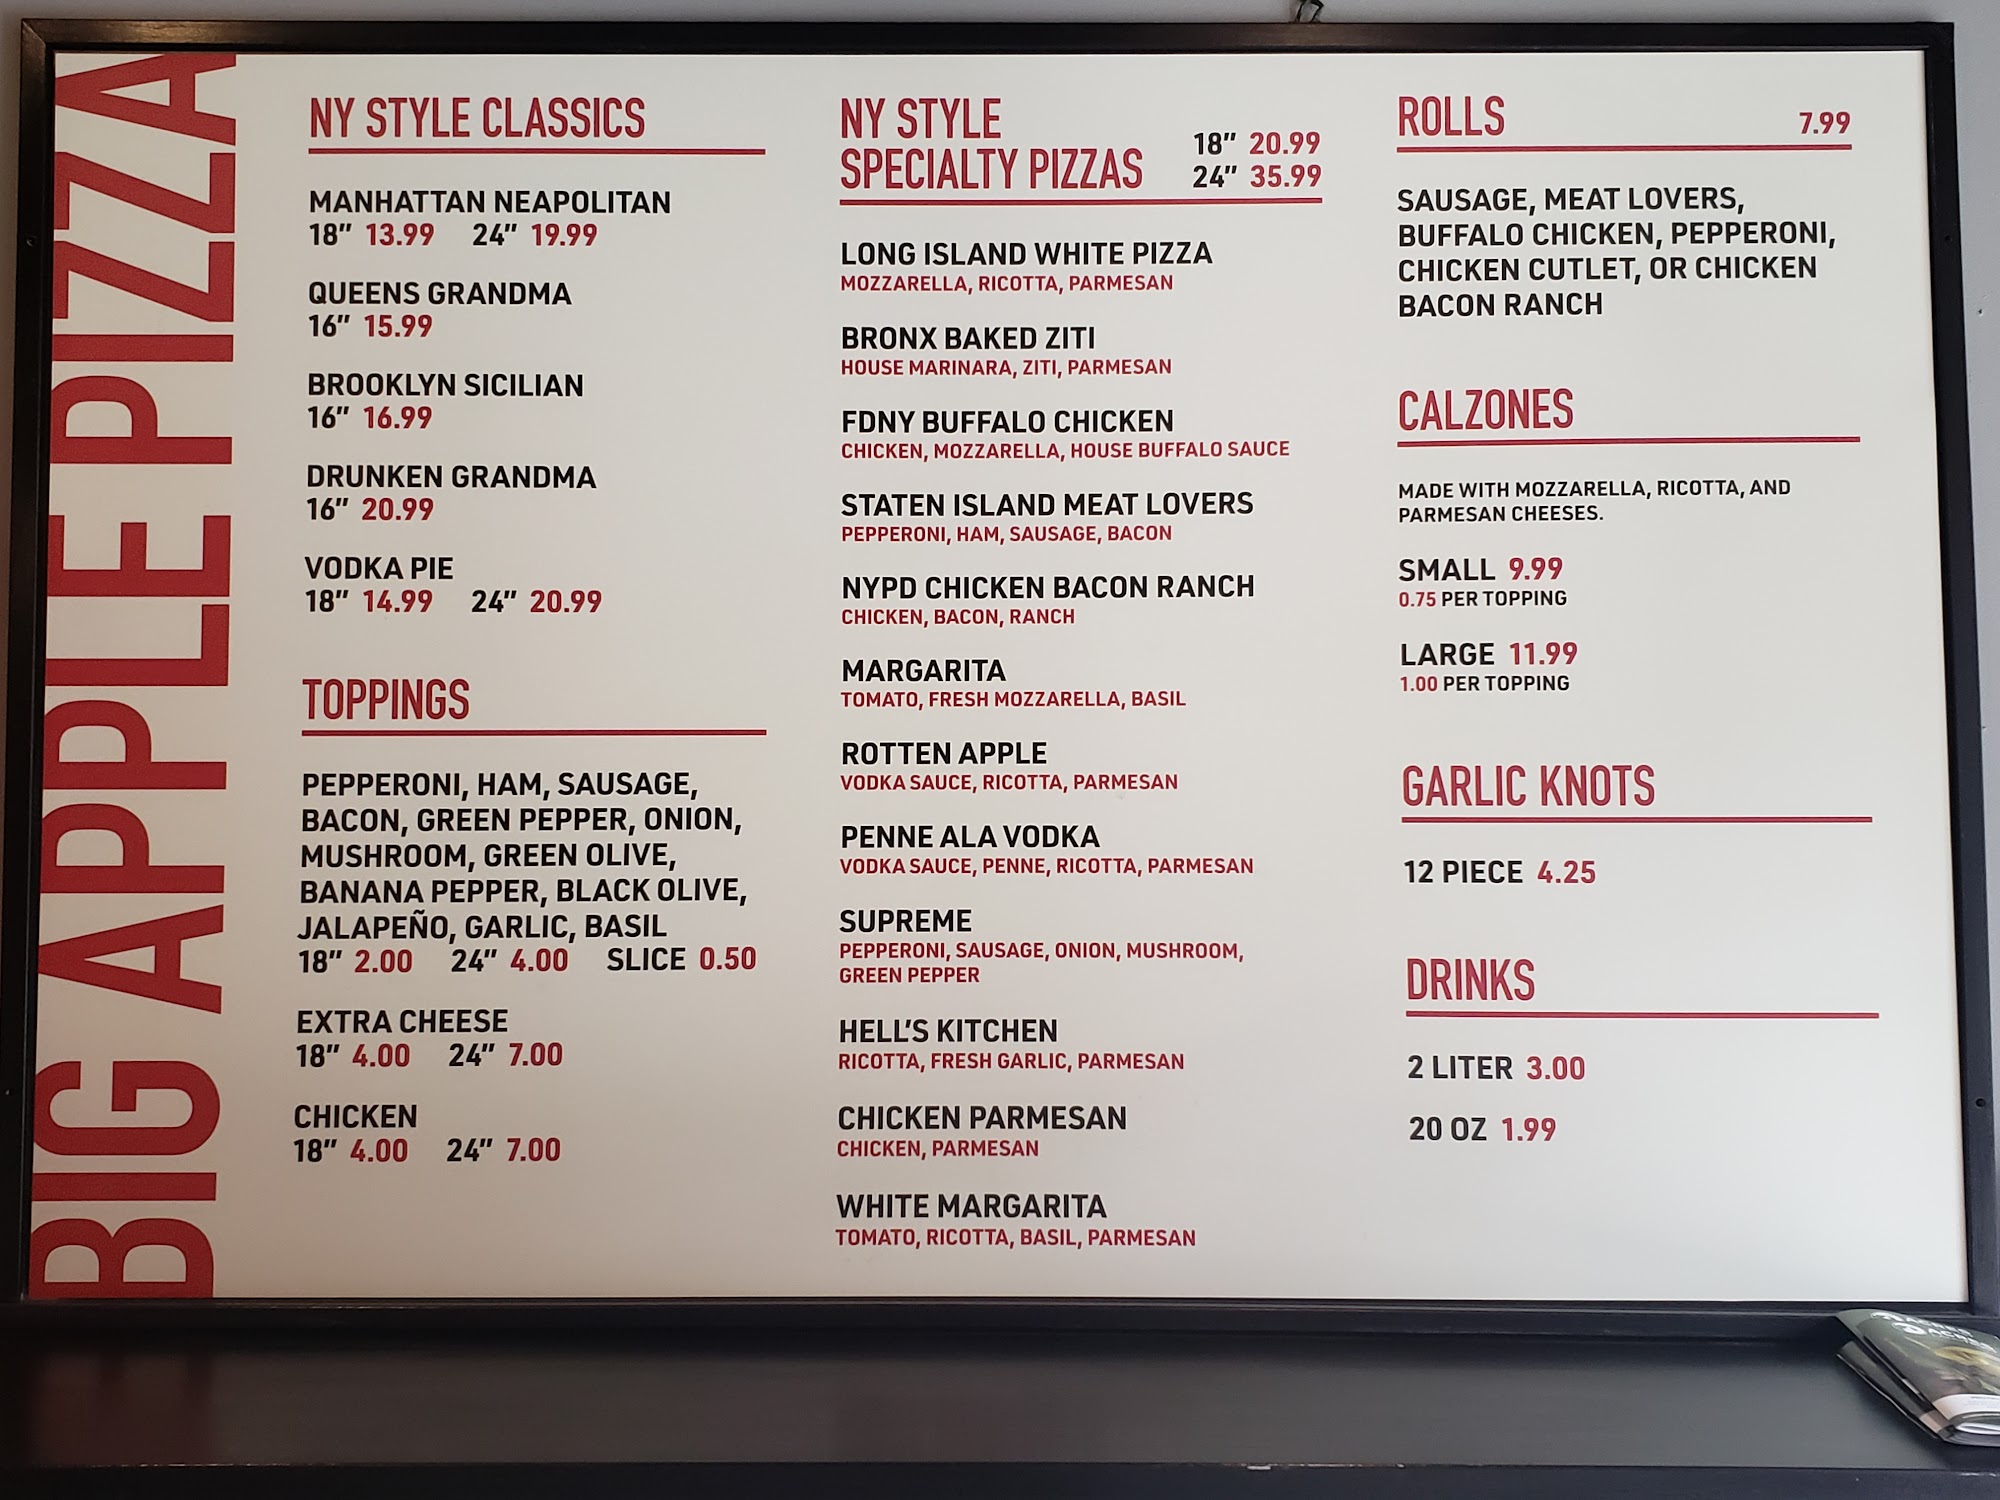 BIG APPLE PIZZA
NY STYLE CLASSICS
MANHATTAN NEAPOLITAN
18" 13.99 24" 19.99
QUEENS GRANDMA
16" 15.99
BROOKLYN SICILIAN
16" 16.99
DRUNKEN GRANDMA
16" 20.99
VODKA PIE
18" 14.99 24" 20.99
TOPPINGS
PEPPERONI, HAM, SAUSAGE,
BACON, GREEN PEPPER, ONION,
MUSHROOM, GREEN OLIVE,
BANANA PEPPER, BLACK OLIVE,
JALAPEÑO, GARLIC, BASIL
18" 2.00 24" 4.00 SLICE 0.50
EXTRA CHEESE
18" 4.00 24" 7.00
CHICKEN
18" 4.00 24" 7.00
NY STYLE
SPECIALTY PIZZAS
18" 20.99
24" 35.99
LONG ISLAND WHITE PIZZA
MOZZARELLA, RICOTTA, PARMESAN
BRONX BAKED ZITI
HOUSE MARINARA, ZITI, PARMESAN
FDNY BUFFALO CHICKEN
CHICKEN, MOZZARELLA, HOUSE BUFFALO SAUCE
STATEN ISLAND MEAT LOVERS
PEPPERONI, HAM, SAUSAGE, BACON
NYPD CHICKEN BACON RANCH
CHICKEN, BACON, RANCH
MARGARITA
TOMATO, FRESH MOZZARELLA, BASIL
ROTTEN APPLE
VODKA SAUCE, RICOTTA, PARMESAN
PENNE ALA VODKA
VODKA SAUCE, PENNE, RICOTTA, PARMESAN
SUPREME
PEPPERONI, SAUSAGE, ONION, MUSHROOM,
GREEN PEPPER
HELL'S KITCHEN
RICOTTA, FRESH GARLIC, PARMESAN
CHICKEN PARMESAN
CHICKEN, PARMESAN
WHITE MARGARITA
TOMATO, RICOTTA, BASIL, PARMESAN
ROLLS 7.99
SAUSAGE, MEAT LOVERS,
BUFFALO CHICKEN, PEPPERONI,
CHICKEN CUTLET, OR CHICKEN
BACON RANCH
CALZONES
MADE WITH MOZZARELLA, RICOTTA, AND
PARMESAN CHEESES.
SMALL 9.99
0.75 PER TOPPING
LARGE 11.99
1.00 PER TOPPING
GARLIC KNOTS
12 PIECE 4.25
DRINKS
2 LITER 3.00
20 OZ 1.99